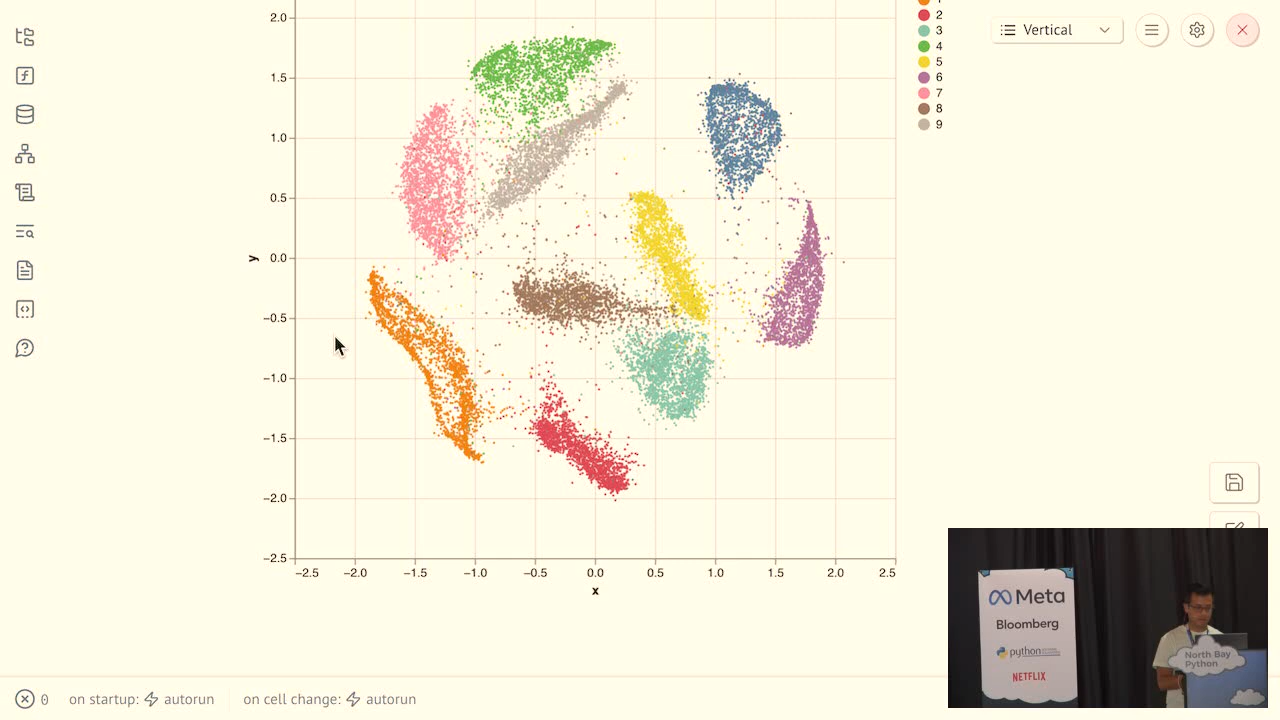 2.0
1.5
1.0
0.5
0.0
−0.5
−1.0
−1.5
−2.0
−2.5
y
−2.5 −2.0 −1.5 −1.0 −0.5 0.0 0.5 1.0 1.5 2.0 2.5
x
2
3
4
5
6
7
8
9
Vertical
Meta
Bloomberg
python
NETFLIX
North Bay
Python
0 on startup: autorun on cell change: autorun